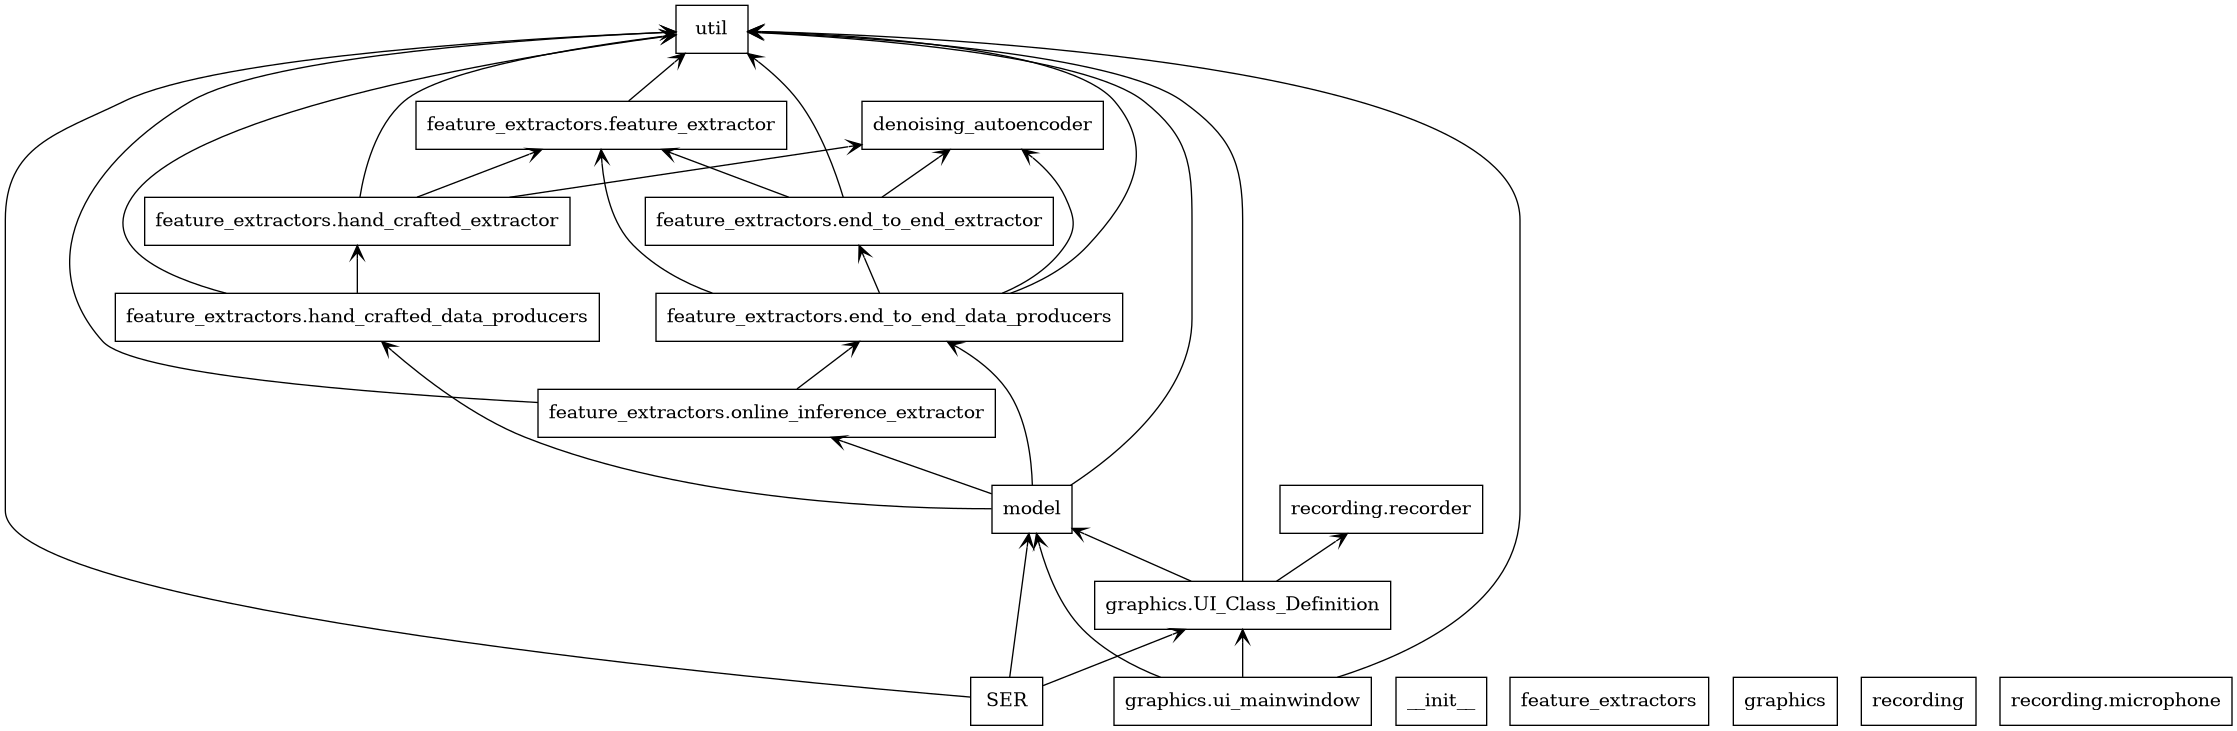 util
feature_extractors.feature_extractor
denoising_autoencoder
feature_extractors.hand_crafted_extractor
feature_extractors.end_to_end_extractor
feature_extractors.hand_crafted_data_producers
feature_extractors.end_to_end_data_producers
feature_extractors.online_inference_extractor
model
recording.recorder
graphics.UI_Class_Definition
SER
graphics.ui_mainwindow
__init__
feature_extractors
graphics
recording
recording.microphone